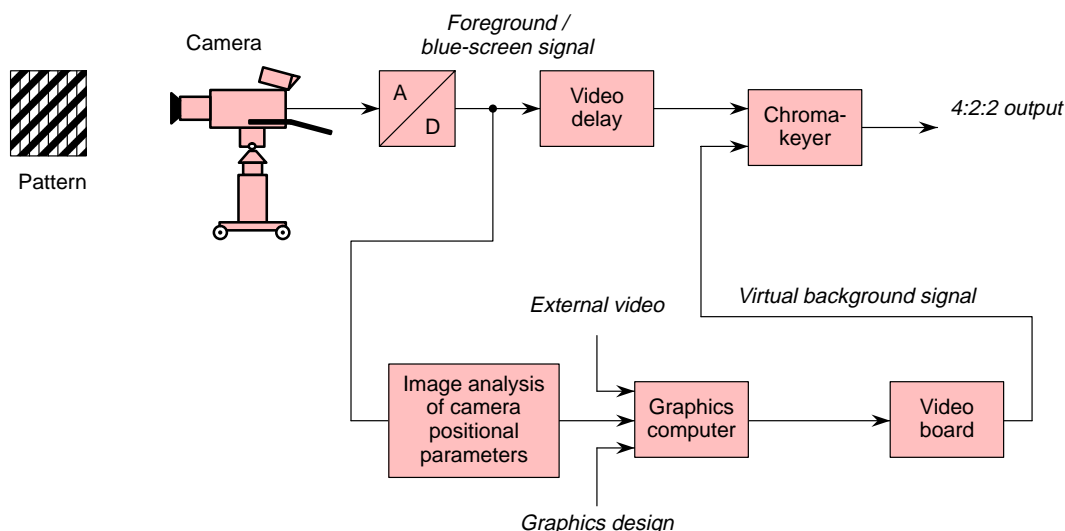 Foreground /
blue-screen signal
Camera
Pattern
A
D
Video
delay
Chroma-
keyer
4:2:2 output
External video
Virtual background signal
Image analysis
of camera
positional
parameters
Graphics
computer
Video
board
Graphics design